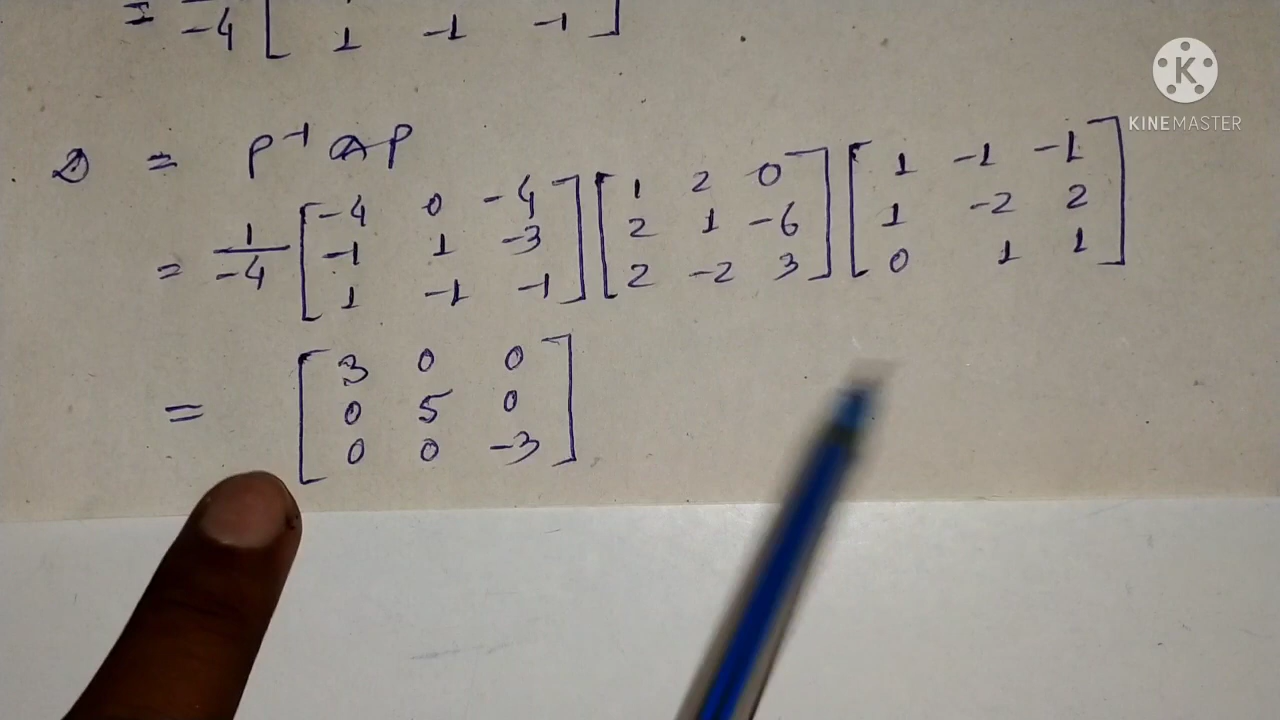 = 1/-4 [ 1 -1 -1 ]
K
KINEMASTER
D = P⁻¹AP
= 1/-4 [-4 0 -4; -1 1 -3; 1 -1 -1] [1 2 0; 2 1 -6; 2 -2 3] [1 -1 -1; 1 -2 2; 0 1 1]
= [3 0 0; 0 5 0; 0 0 -3]